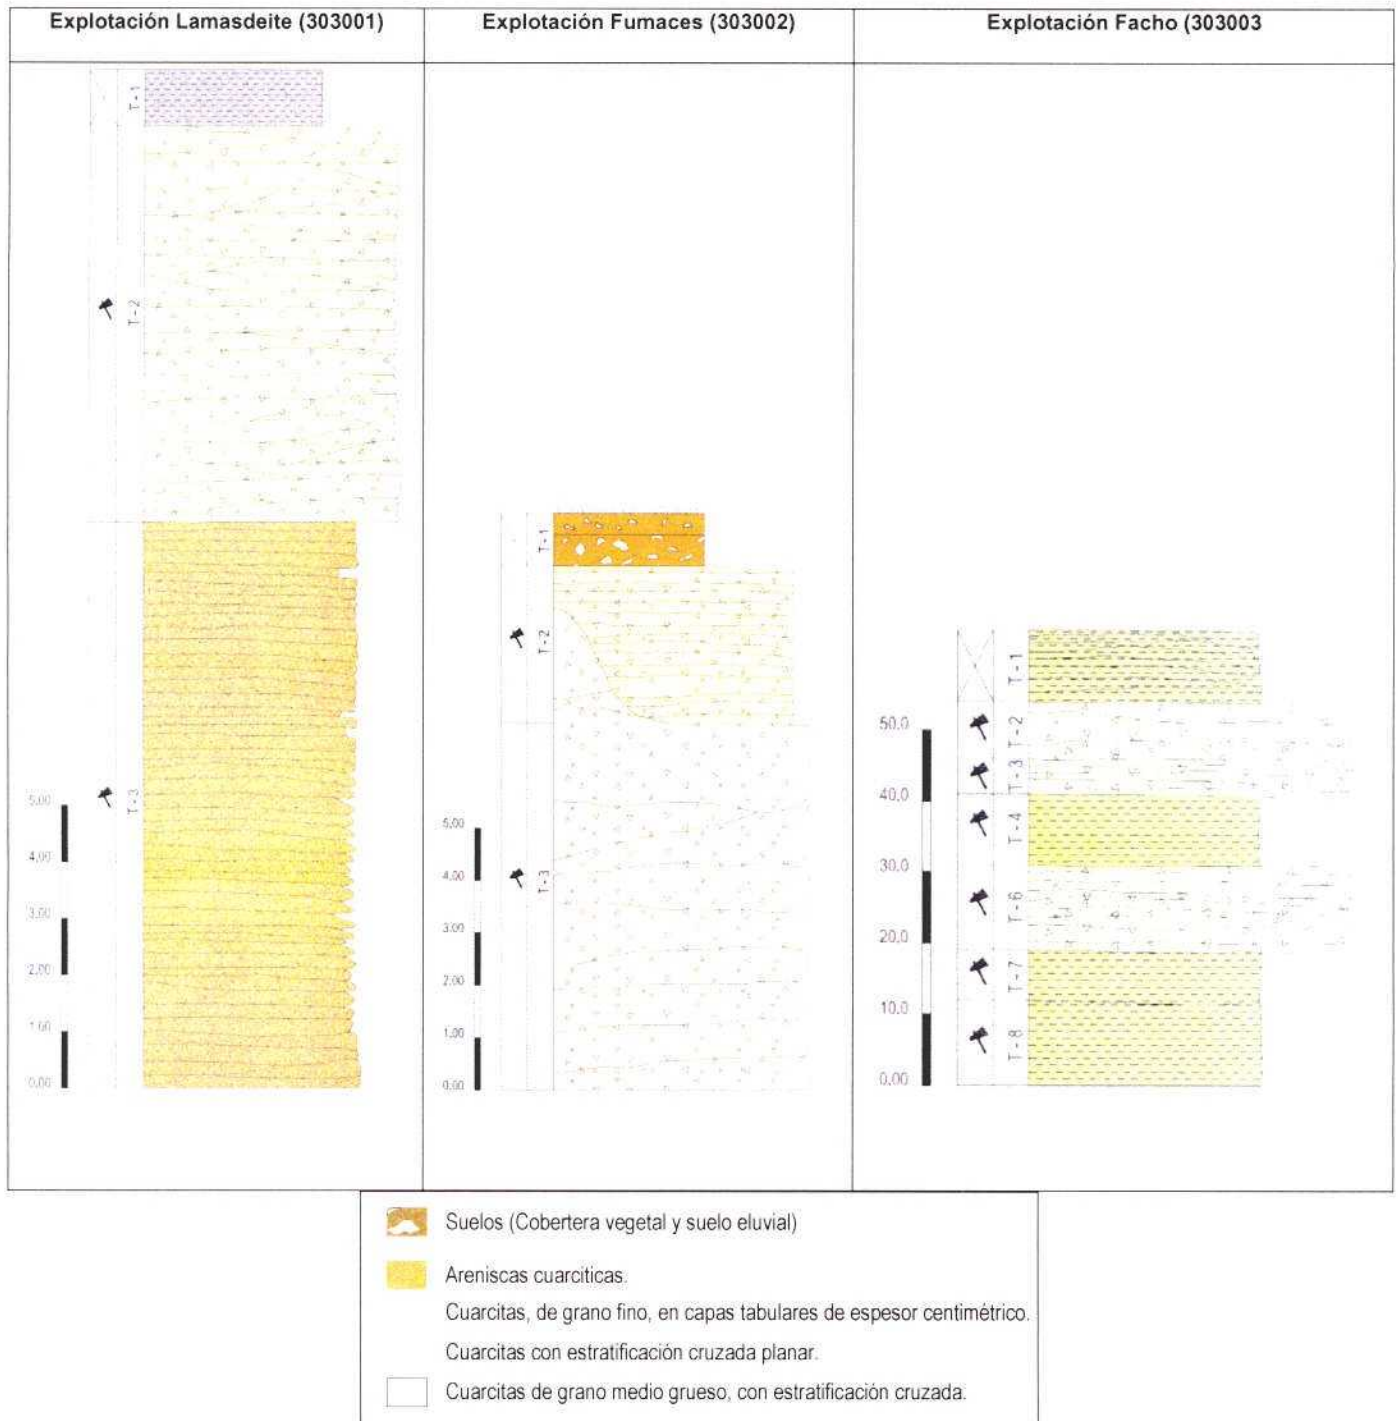 Explotación Lamasdeite (303001)
Explotación Fumaces (303002)
Explotación Facho (303003
T-1
T-2
T-3
5,00
4,00
3,00
2,00
1,00
0,00
T-1
T-2
T-3
5,00
4,00
3,00
2,00
1,00
0,00
T-1
T-2
T-3
T-4
T-6
T-7
T-8
50.0
40.0
30.0
20.0
10.0
0.00
Suelos (Cobertera vegetal y suelo eluvial)
Areniscas cuarcíticas.
Cuarcitas, de grano fino, en capas tabulares de espesor centimétrico.
Cuarcitas con estratificación cruzada planar.
Cuarcitas de grano medio grueso, con estratificación cruzada.